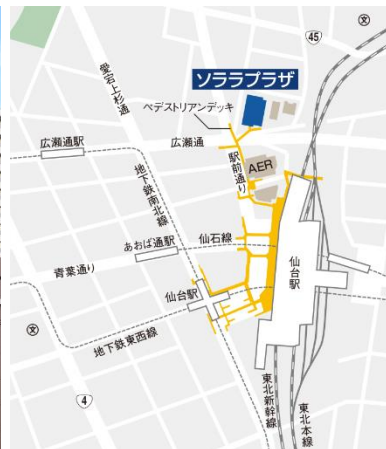 45
文
愛宕上杉通
ソララプラザ
ペデストリアンデッキ
広瀬通駅
広瀬通
駅前通り
AER
地下鉄南北線
あおば通駅
仙石線
青葉通り
仙台駅
仙台駅
文
地下鉄東西線
4
東北新幹線
東北本線